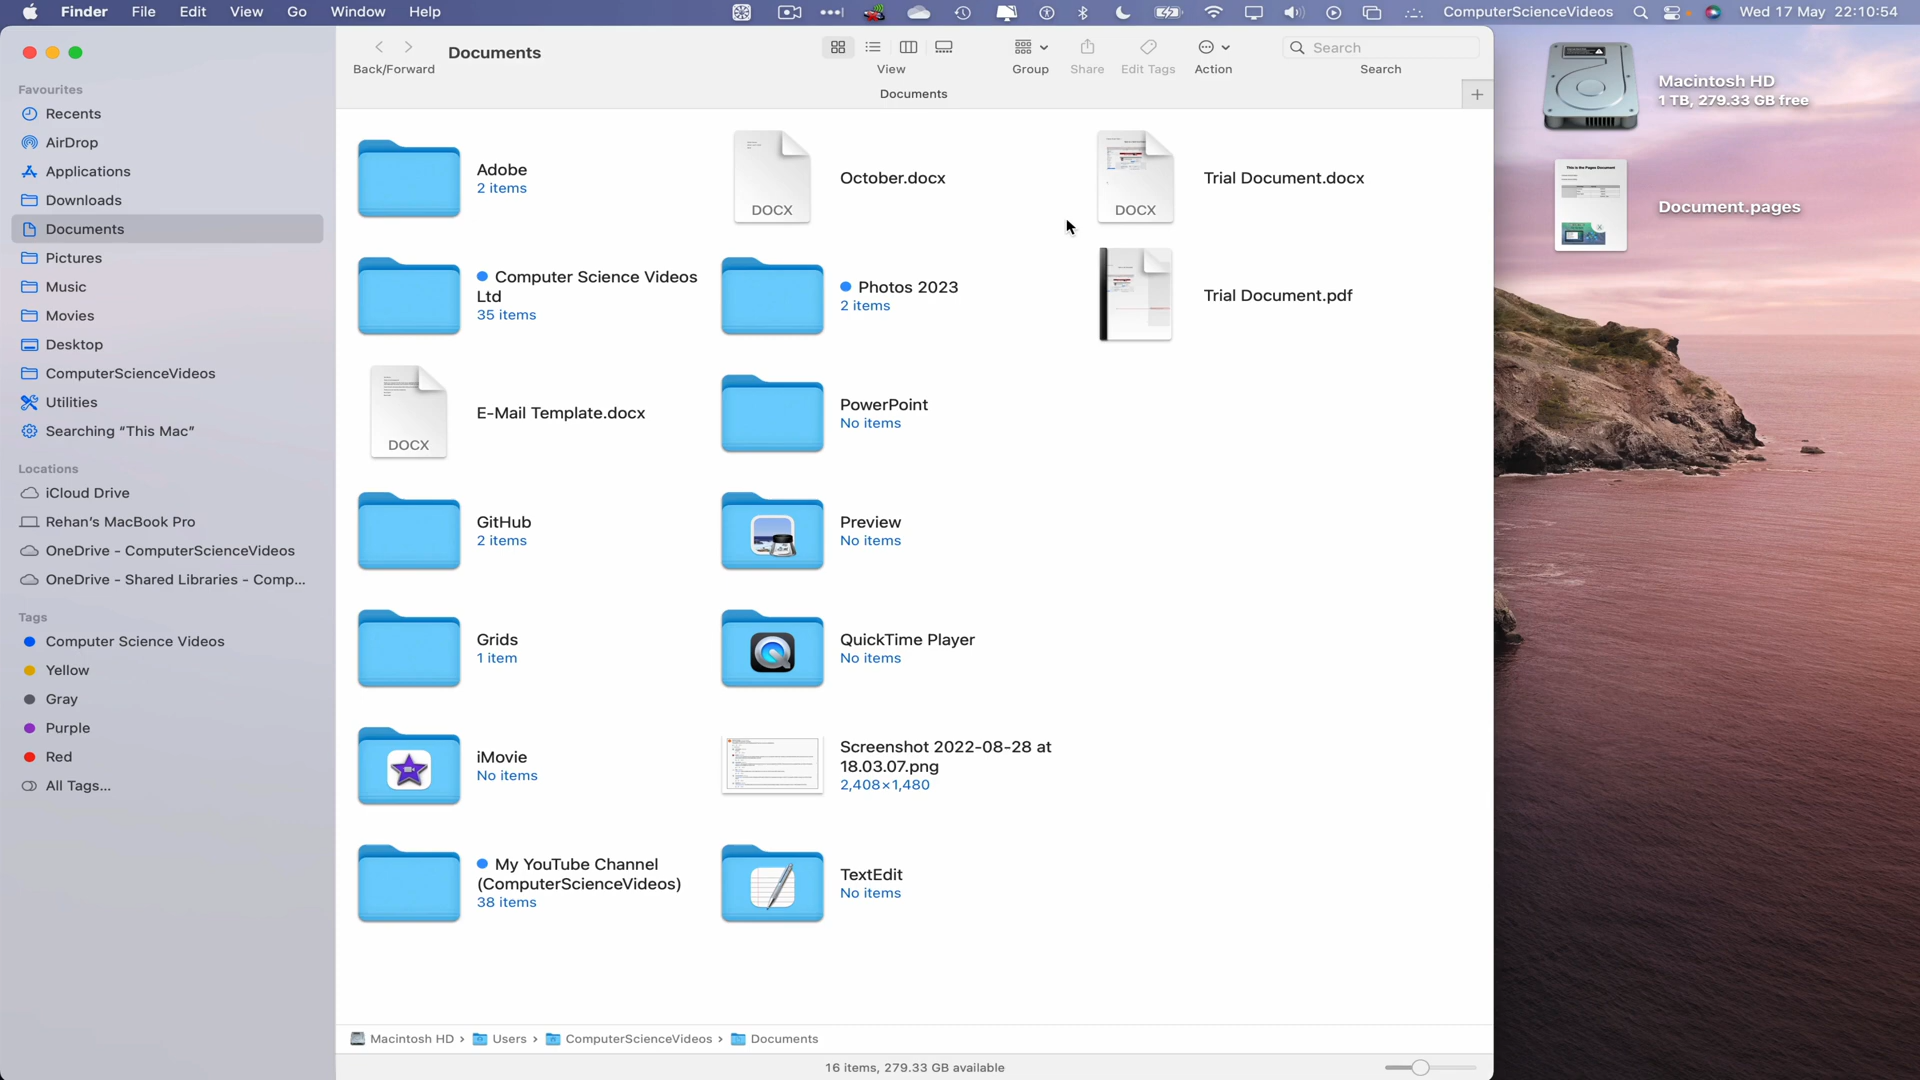 Finder File Edit View Go Window Help ComputerScienceVideos Wed 17 May 22:10:54
Documents
Back/Forward View Group Share Edit Tags Action Search
Search
Documents
Favourites
Recents
AirDrop
Applications
Downloads
Documents
Pictures
Music
Movies
Desktop
ComputerScienceVideos
Utilities
Searching “This Mac”
Locations
iCloud Drive
Rehan’s MacBook Pro
OneDrive - ComputerScienceVideos
OneDrive - Shared Libraries - Comp...
Tags
Computer Science Videos
Yellow
Gray
Purple
Red
All Tags...
Adobe
2 items
Computer Science Videos
Ltd
35 items
DOCX
E-Mail Template.docx
GitHub
2 items
Grids
1 item
iMovie
No items
My YouTube Channel
(ComputerScienceVideos)
38 items
DOCX
October.docx
Photos 2023
2 items
PowerPoint
No items
Preview
No items
QuickTime Player
No items
Screenshot 2022-08-28 at
18.03.07.png
2,408×1,480
TextEdit
No items
DOCX
Trial Document.docx
Trial Document.pdf
Macintosh HD › Users › ComputerScienceVideos › Documents
16 items, 279.33 GB available
Macintosh HD
1 TB, 279.33 GB free
This is the Pages Document
Document.pages